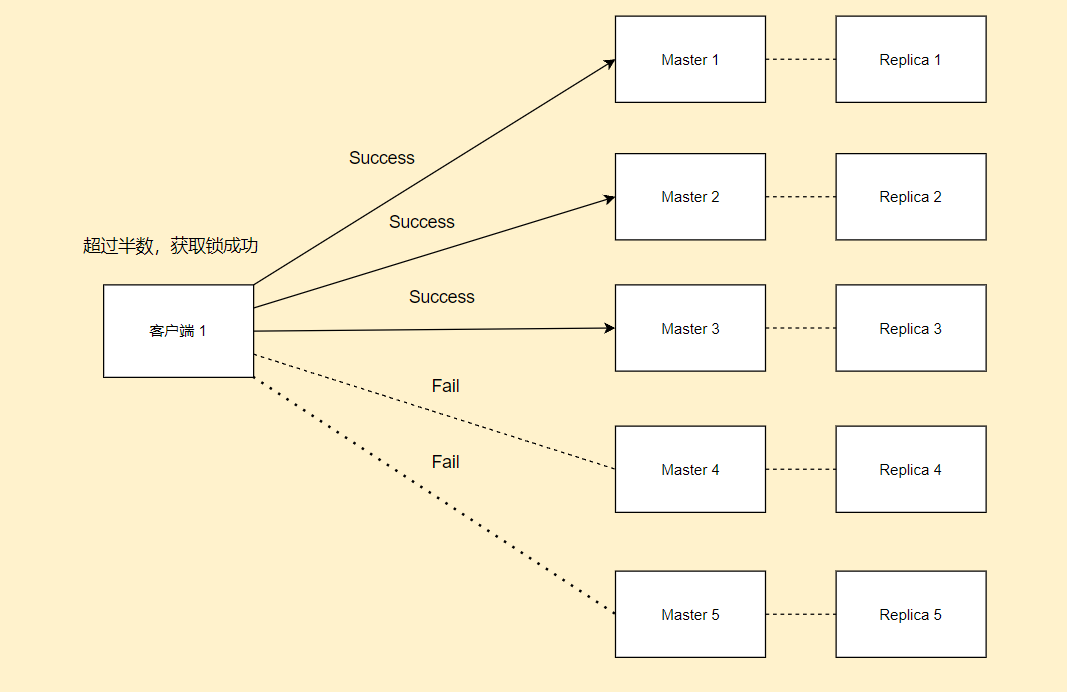 Master 1
Replica 1
Success
Master 2
Replica 2
Success
超过半数，获取锁成功
Success
客户端 1
Master 3
Replica 3
Fail
Fail
Master 4
Replica 4
Master 5
Replica 5